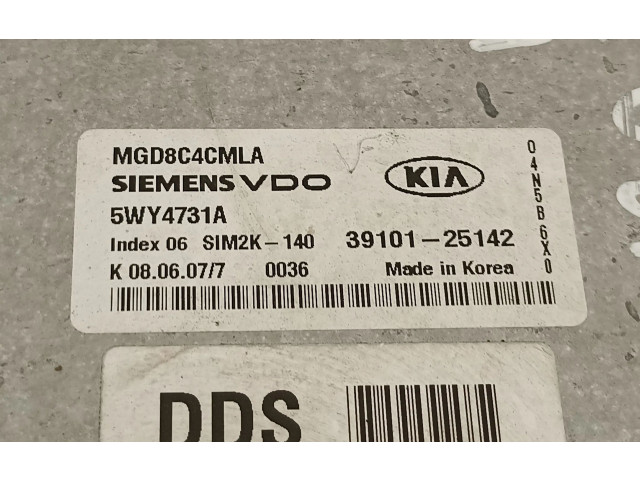 MGD8C4CMLA
SIEMENS VDO
KIA
5WY4731A
Index 06 SIM2K-140 39101-25142
K 08.06.07/7 0036 Made in Korea
04N5B6X0
DDS